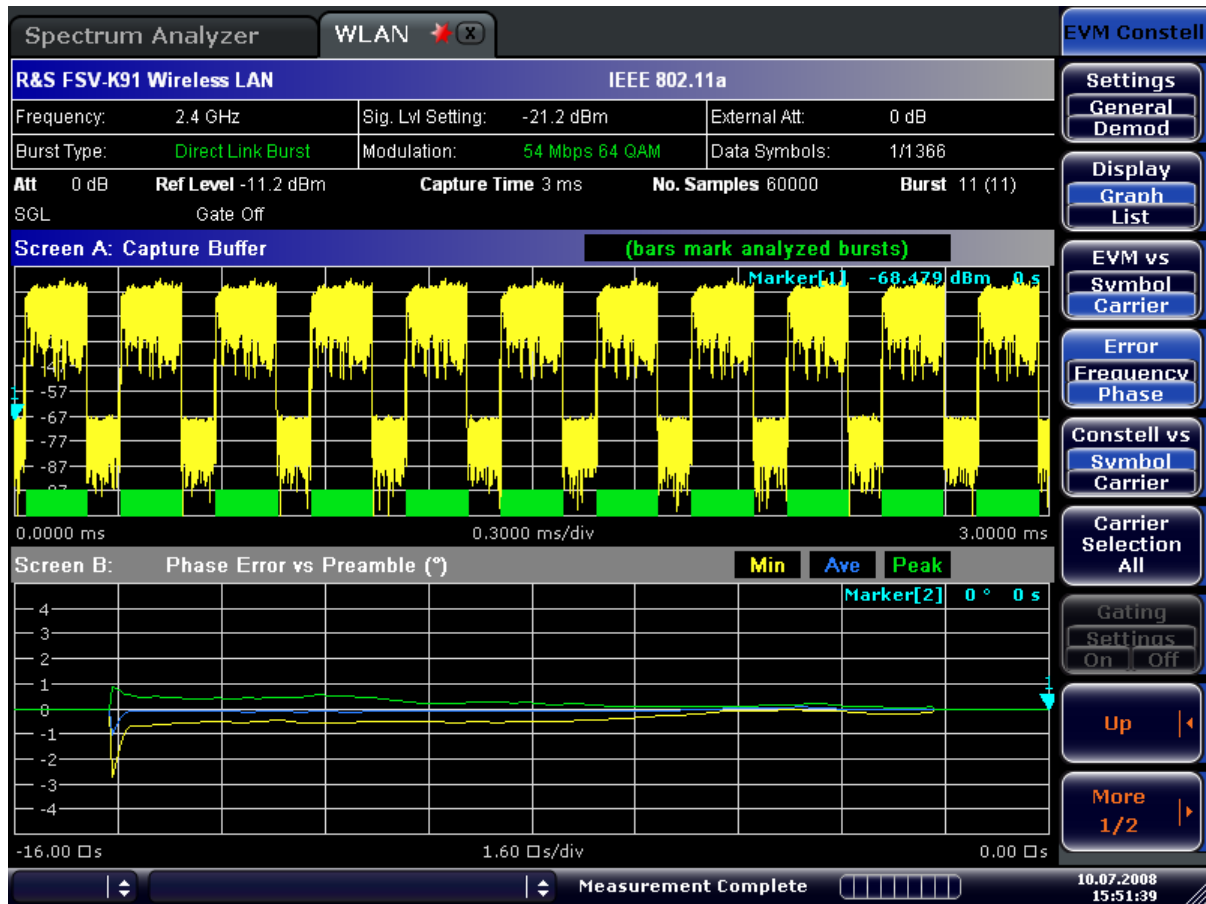 Spectrum Analyzer
WLAN X
R&S FSV-K91 Wireless LAN IEEE 802.11a
Frequency: 2.4 GHz Sig. Lvl Setting: -21.2 dBm External Att: 0 dB
Burst Type: Direct Link Burst Modulation: 54 Mbps 64 QAM Data Symbols: 1/1366
Att 0 dB Ref Level -11.2 dBm Capture Time 3 ms No. Samples 60000 Burst 11 (11)
SGL Gate Off
Screen A: Capture Buffer (bars mark analyzed bursts)
Marker[1] -68.479 dBm 0 s
-47
1
-57
-67
-77
-87
-97
0.0000 ms 0.3000 ms/div 3.0000 ms
Screen B: Phase Error vs Preamble (°) Min Ave Peak
Marker[2] 0 ° 0 s
4
3
2
1
1
0
-1
-2
-3
-4
-16.00 □s 1.60 □s/div 0.00 □s
Measurement Complete
EVM Constell
Settings
General
Demod
Display
Graph
List
EVM vs
Symbol
Carrier
Error
Frequency
Phase
Constell vs
Symbol
Carrier
Carrier
Selection
All
Gating
Settings
On Off
Up
More
1/2
10.07.2008
15:51:39